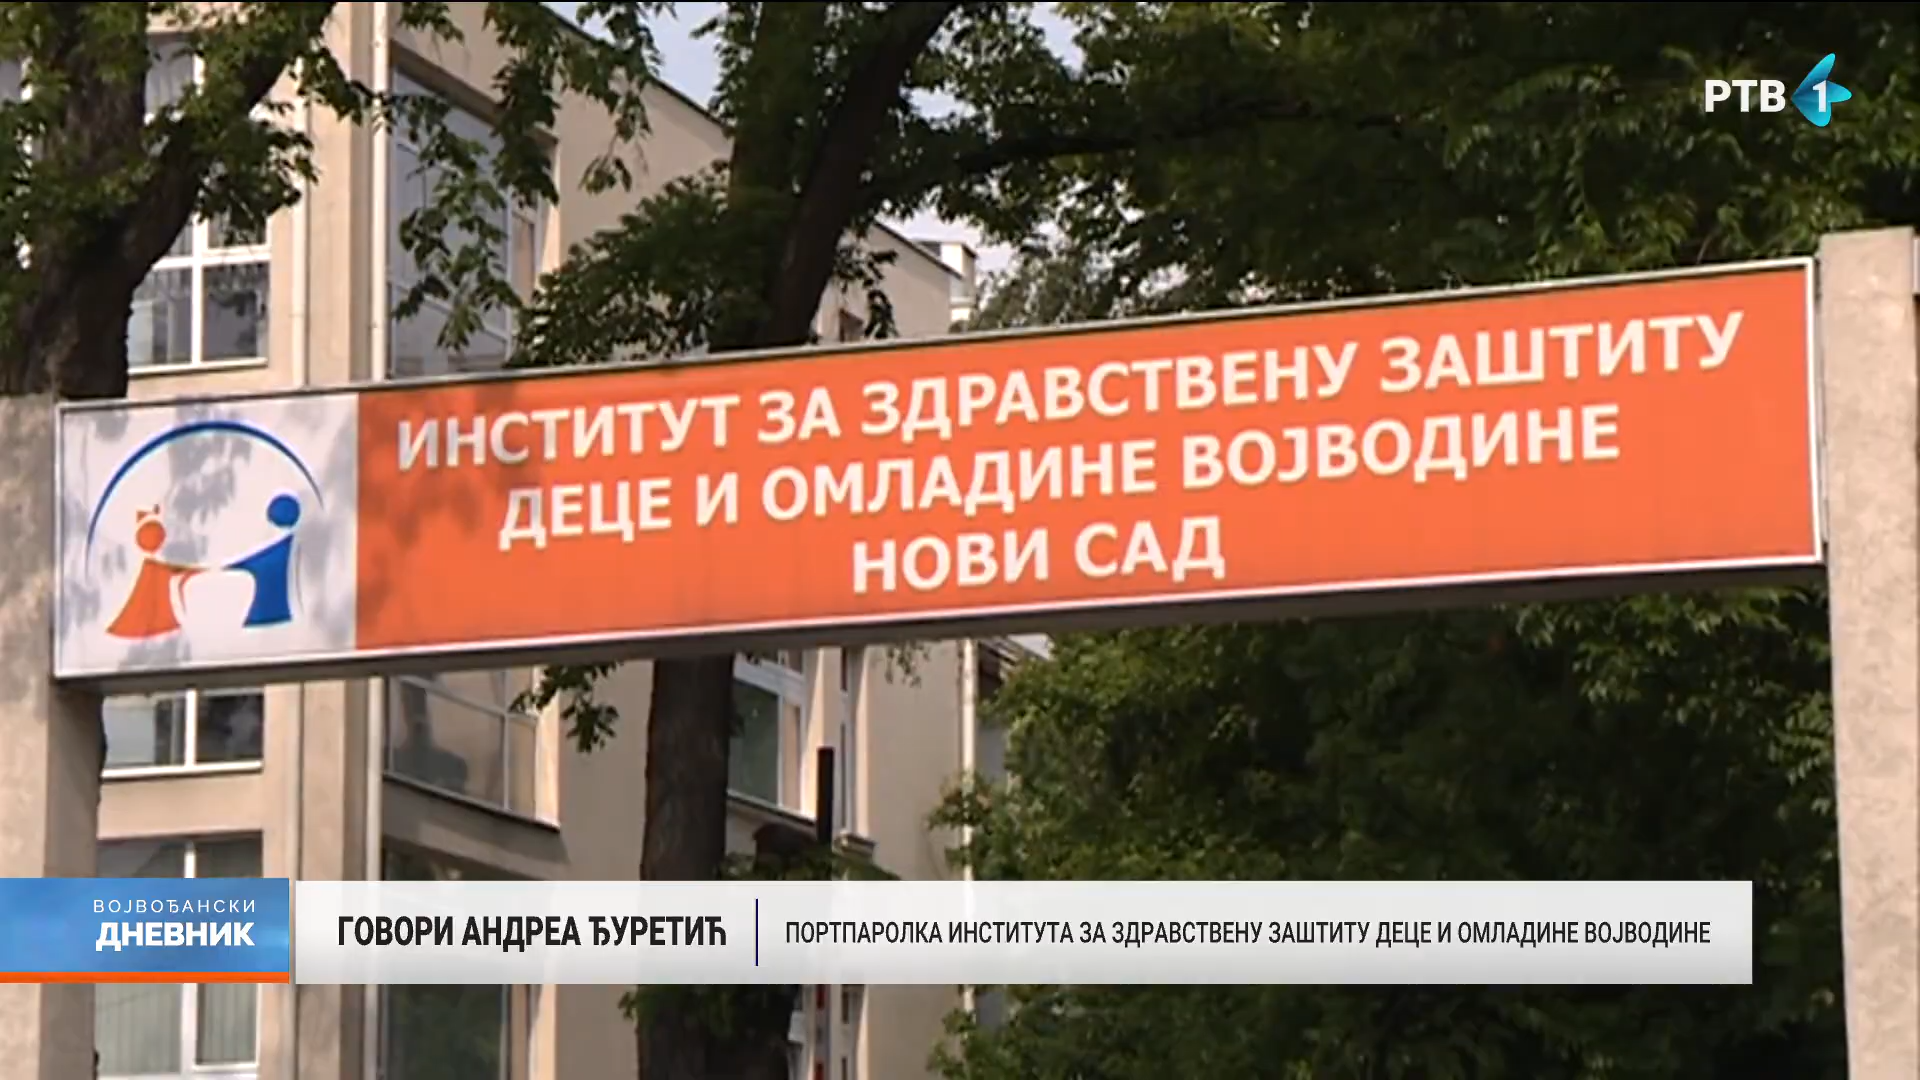 РТВ 1
ИНСТИТУТ ЗА ЗДРАВСТВЕНУ ЗАШТИТУ
ДЕЦЕ И ОМЛАДИНЕ ВОЈВОДИНЕ
НОВИ САД
ВОЈВОЂАНСКИ
ДНЕВНИК
ГОВОРИ АНДРЕА ЂУРЕТИЋ
ПОРТПАРОЛКА ИНСТИТУТА ЗА ЗДРАВСТВЕНУ ЗАШТИТУ ДЕЦЕ И ОМЛАДИНЕ ВОЈВОДИНЕ